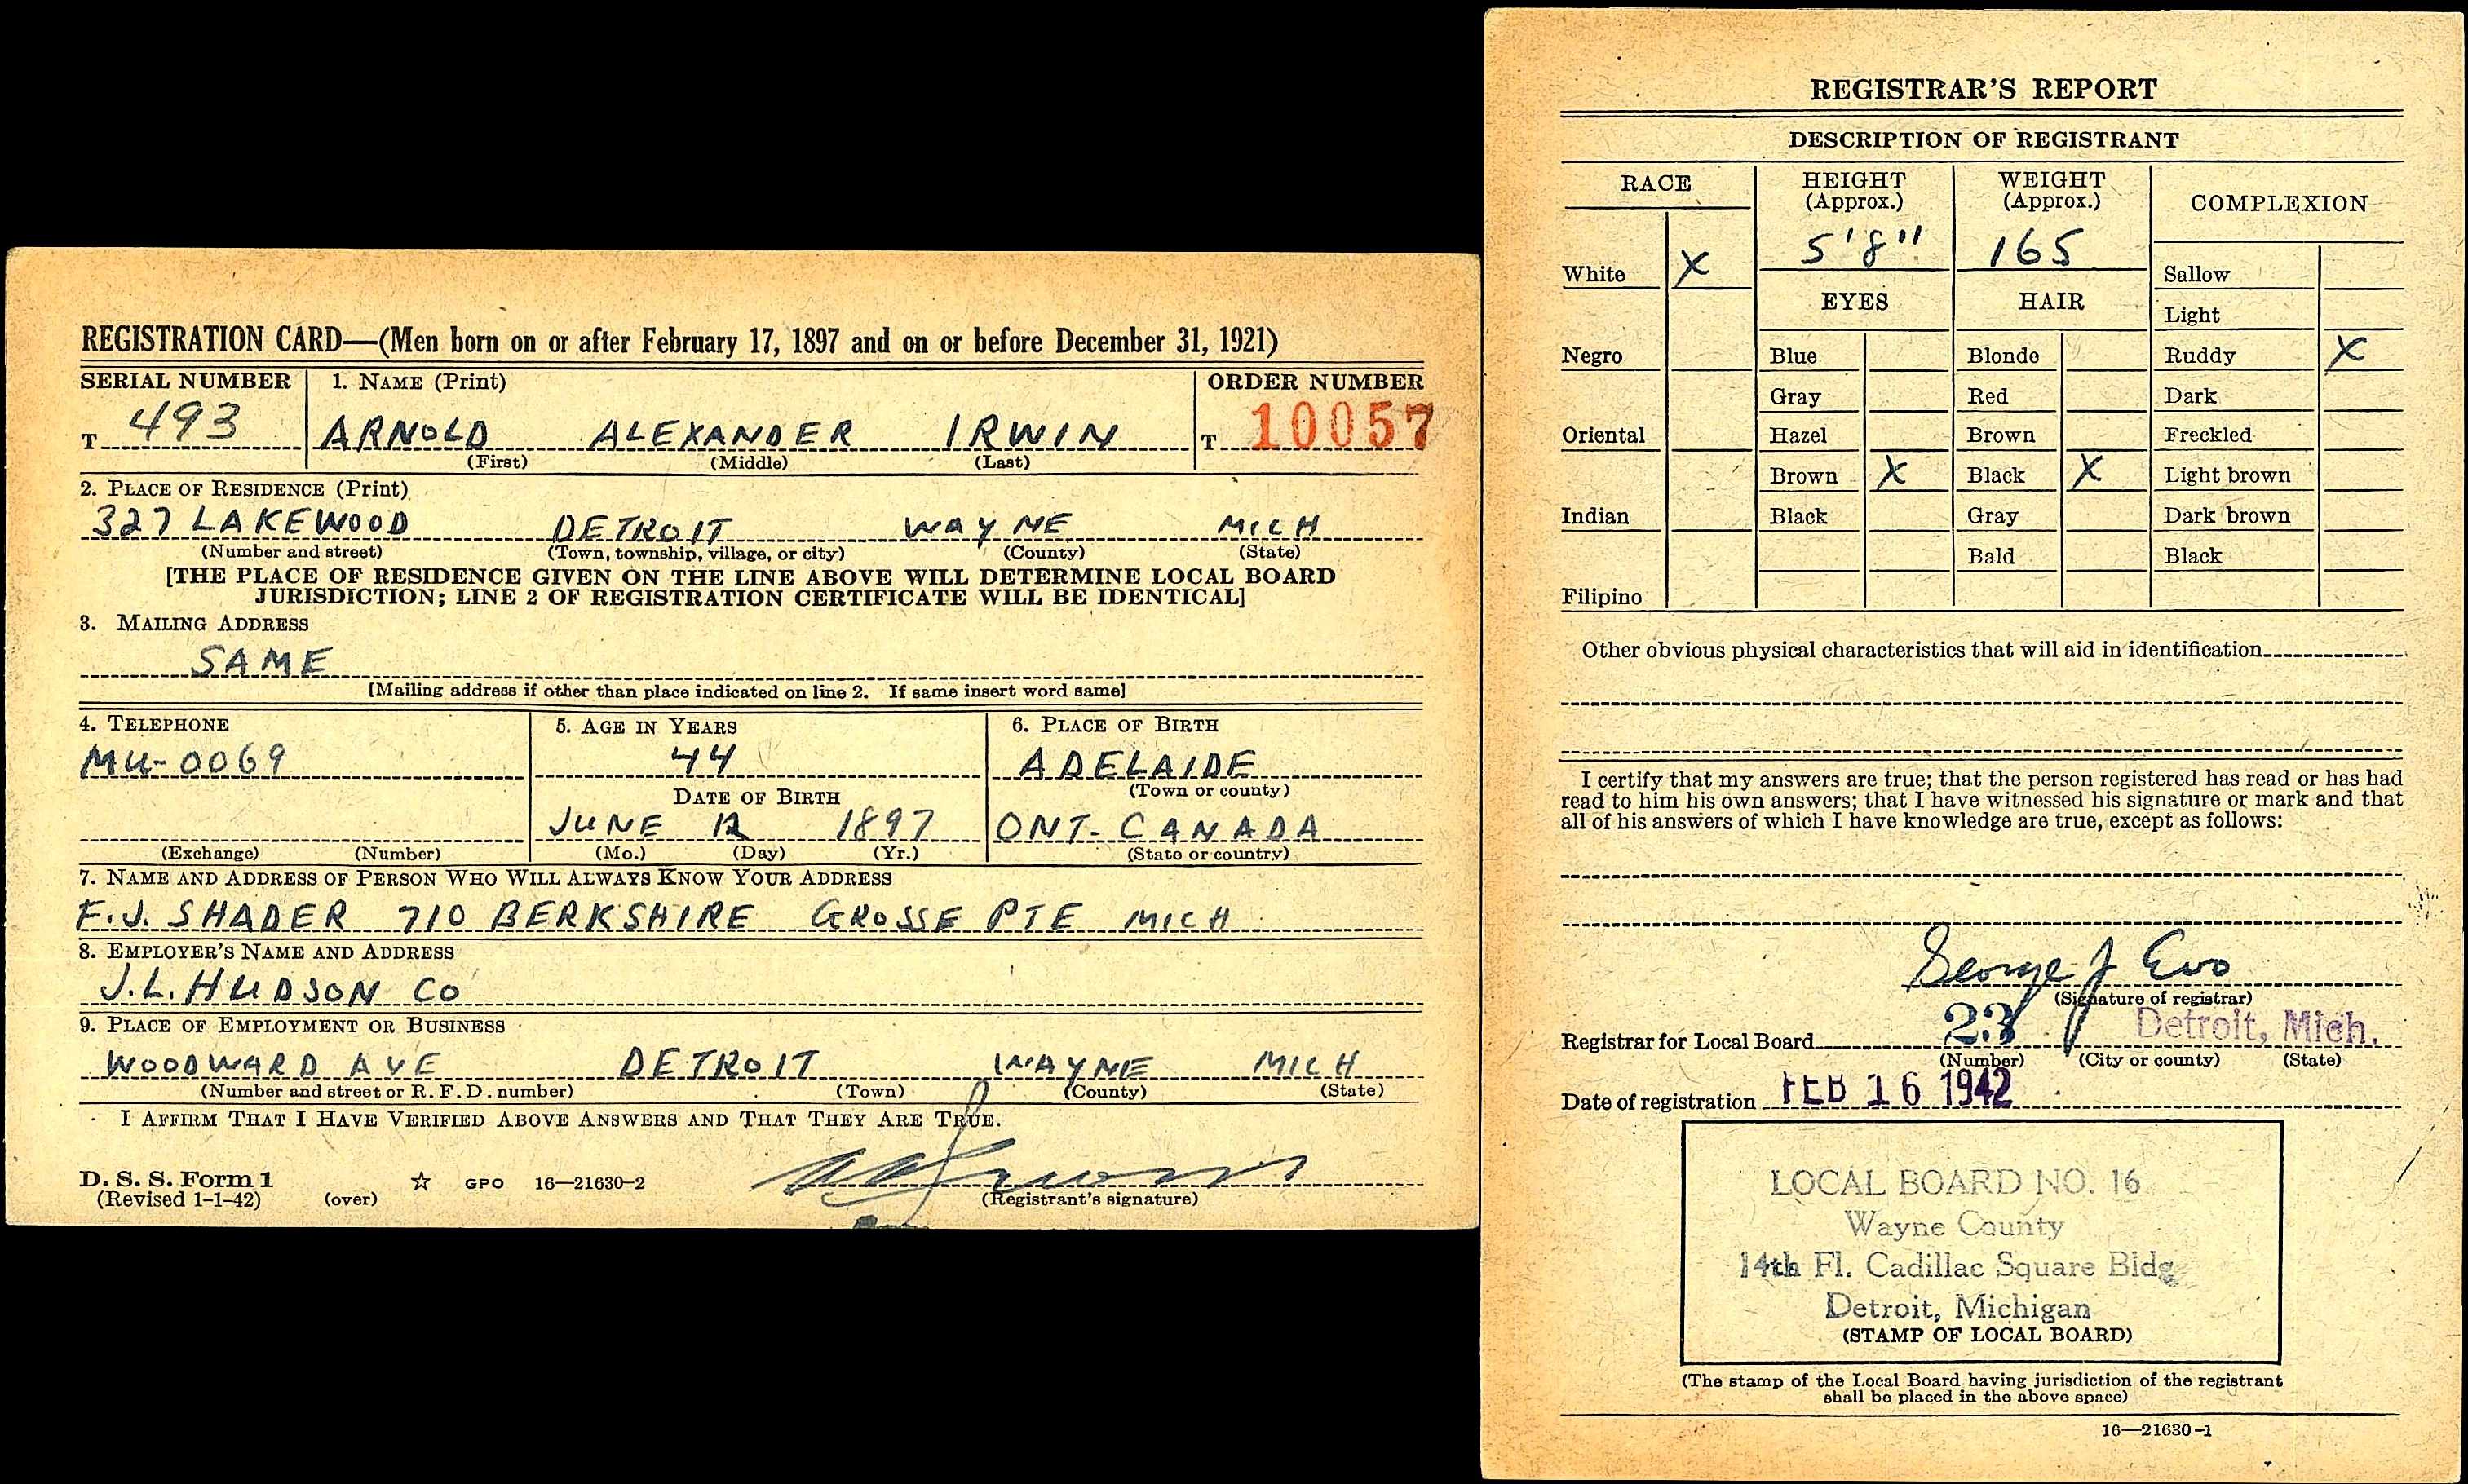 REGISTRATION CARD—(Men born on or after February 17, 1897 and on or before December 31, 1921)
SERIAL NUMBER 1. NAME (Print) ORDER NUMBER
T 493 ARNOLD ALEXANDER IRWIN T 10057
(First) (Middle) (Last)
2. PLACE OF RESIDENCE (Print)
327 LAKEWOOD DETROIT WAYNE MICH
(Number and street) (Town, township, village, or city) (County) (State)
[THE PLACE OF RESIDENCE GIVEN ON THE LINE ABOVE WILL DETERMINE LOCAL BOARD
JURISDICTION; LINE 2 OF REGISTRATION CERTIFICATE WILL BE IDENTICAL]
3. MAILING ADDRESS
SAME
[Mailing address if other than place indicated on line 2. If same insert word same]
4. TELEPHONE 5. AGE IN YEARS 6. PLACE OF BIRTH
MU-0069 44 ADELAIDE
DATE OF BIRTH (Town or county)
JUNE 12 1897 ONT- CANADA
(Exchange) (Number) (Mo.) (Day) (Yr.) (State or country)
7. NAME AND ADDRESS OF PERSON WHO WILL ALWAYS KNOW YOUR ADDRESS
F.J. SHADER 710 BERKSHIRE GROSSE PTE MICH
8. EMPLOYER'S NAME AND ADDRESS
J.L. HUDSON CO
9. PLACE OF EMPLOYMENT OR BUSINESS
WOODWARD AVE DETROIT WAYNE MICH
(Number and street or R. F. D. number) (Town) (County) (State)
I AFFIRM THAT I HAVE VERIFIED ABOVE ANSWERS AND THAT THEY ARE TRUE.
A A Irwin
D. S. S. Form 1
(Revised 1-1-42) (over) ☆ GPO 16—21630-2 (Registrant's signature)
REGISTRAR'S REPORT
DESCRIPTION OF REGISTRANT
RACE HEIGHT (Approx.) WEIGHT (Approx.) COMPLEXION
5'8" 165
White X Sallow
EYES HAIR Light
Negro Blue Blonde Ruddy X
Gray Red Dark
Oriental Hazel Brown Freckled
Brown X Black X Light brown
Indian Black Gray Dark brown
Bald Black
Filipino
Other obvious physical characteristics that will aid in identification
I certify that my answers are true; that the person registered has read or has had
read to him his own answers; that I have witnessed his signature or mark and that
all of his answers of which I have knowledge are true, except as follows:
George J Evo
(Signature of registrar)
Registrar for Local Board 23 Detroit, Mich.
(Number) (City or county) (State)
Date of registration FEB 16 1942
LOCAL BOARD NO. 16
Wayne County
14th Fl. Cadillac Square Bldg
Detroit, Michigan
(STAMP OF LOCAL BOARD)
(The stamp of the Local Board having jurisdiction of the registrant
shall be placed in the above space)
16—21630-1